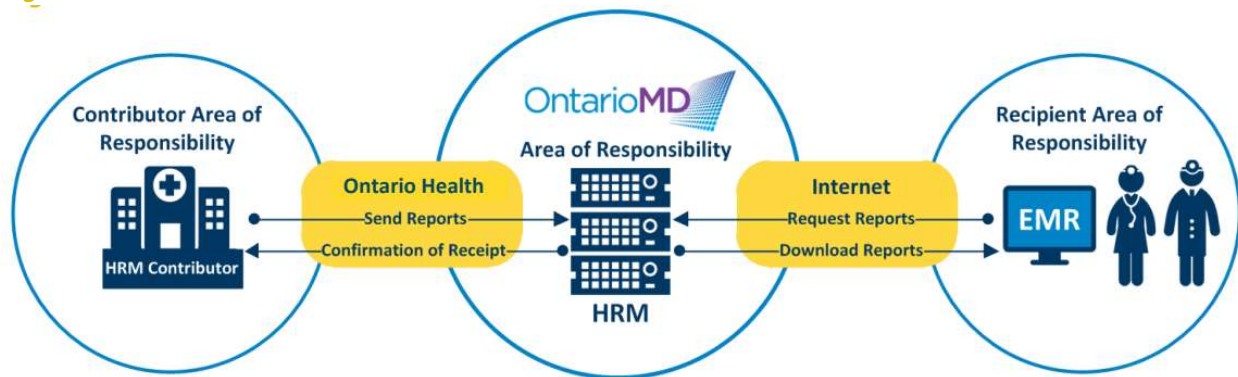 Contributor Area of
Responsibility
HRM Contributor
Ontario Health
Send Reports
Confirmation of Receipt
OntarioMD
Area of Responsibility
HRM
Internet
Request Reports
Download Reports
Recipient Area of
Responsibility
EMR